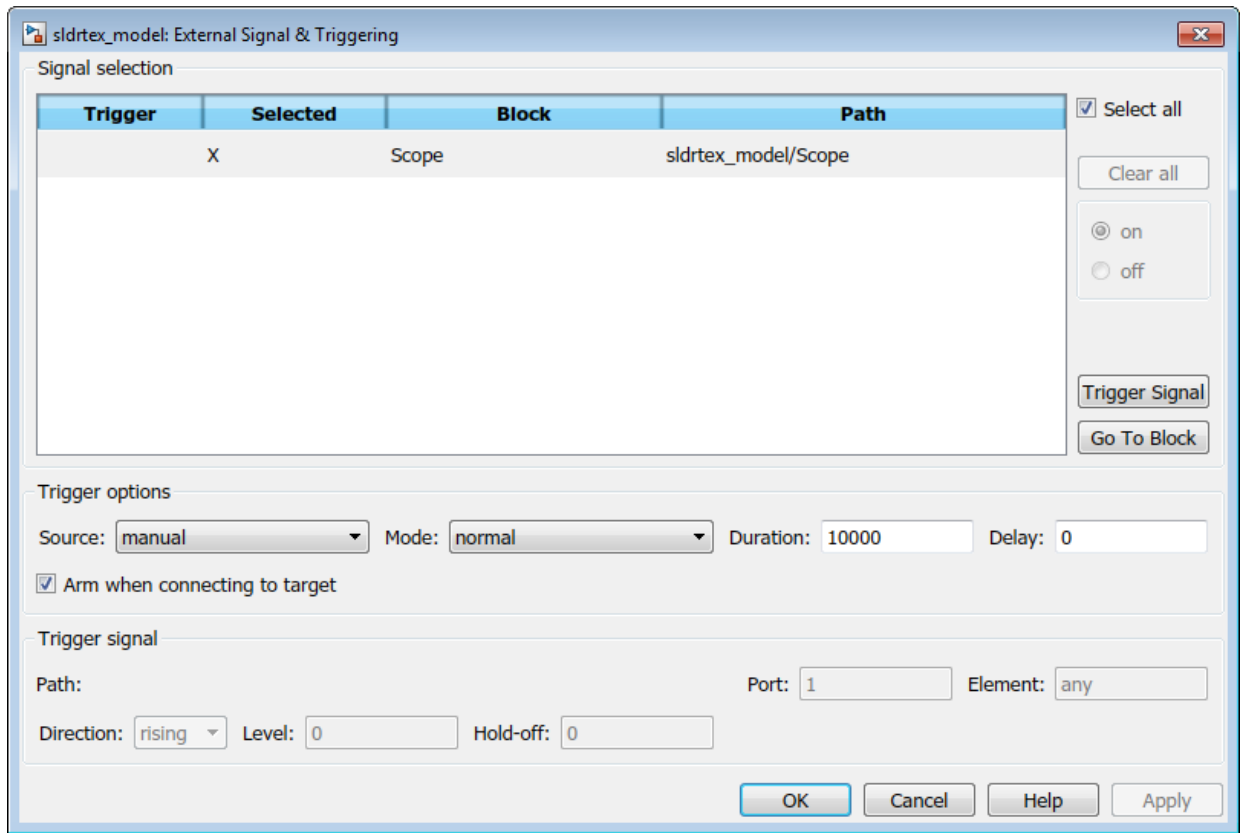 sldrtex_model: External Signal & Triggering
Signal selection
Trigger Selected Block Path
X Scope sldrtex_model/Scope
Select all
Clear all
on
off
Trigger Signal
Go To Block
Trigger options
Source: manual Mode: normal Duration: 10000 Delay: 0
Arm when connecting to target
Trigger signal
Path: Port: 1 Element: any
Direction: rising Level: 0 Hold-off: 0
OK Cancel Help Apply